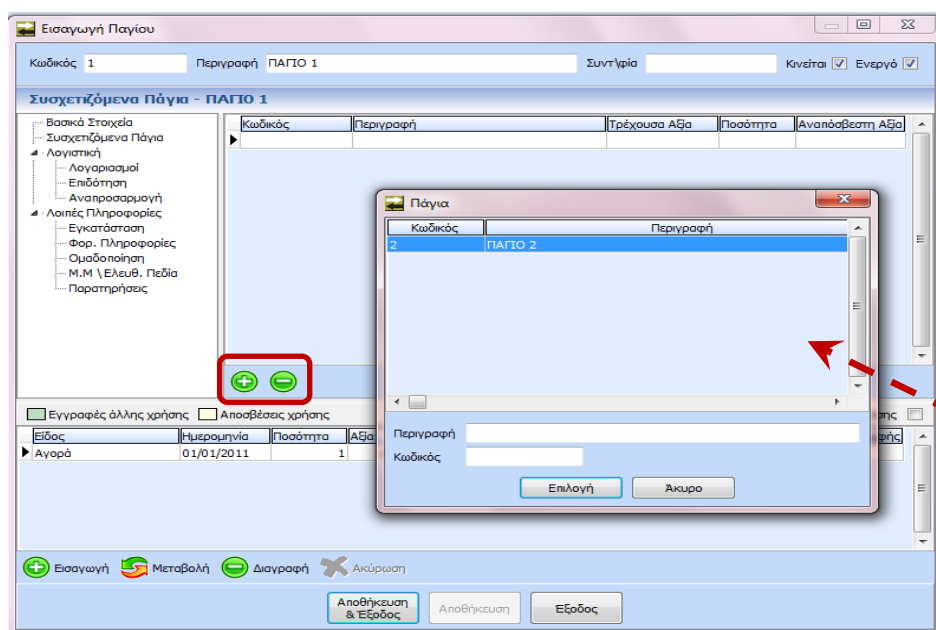 Εισαγωγή Παγίου
Κωδικός 1 Περιγραφή ΠΑΓΙΟ 1 Συντ\φία Κινείται Ενεργό
Συσχετιζόμενα Πάγια - ΠΑΓΙΟ 1
Βασικά Στοιχεία
Συσχετιζόμενα Πάγια
Λογιστική
Λογαριασμοί
Επιδότηση
Αναπροσαρμογή
Λοιπές Πληροφορίες
Εγκατάσταση
Φορ. Πληροφορίες
Ομαδοποίηση
Μ.Μ \ Ελευθ. Πεδία
Παρατηρήσεις
Κωδικός Περιγραφή Τρέχουσα Αξία Ποσότητα Αναπόσβεστη Αξία
Πάγια
Κωδικός Περιγραφή
2 ΠΑΓΙΟ 2
Περιγραφή
Κωδικός
Επιλογή Άκυρο
Εγγραφές άλλης χρήσης Αποσβέσεις χρήσης
Είδος Ημερομηνία Ποσότητα Αξία
Αγορά 01/01/2011 1
Εισαγωγή Μεταβολή Διαγραφή Ακύρωση
Αποθήκευση
& Έξοδος Αποθήκευση Έξοδος